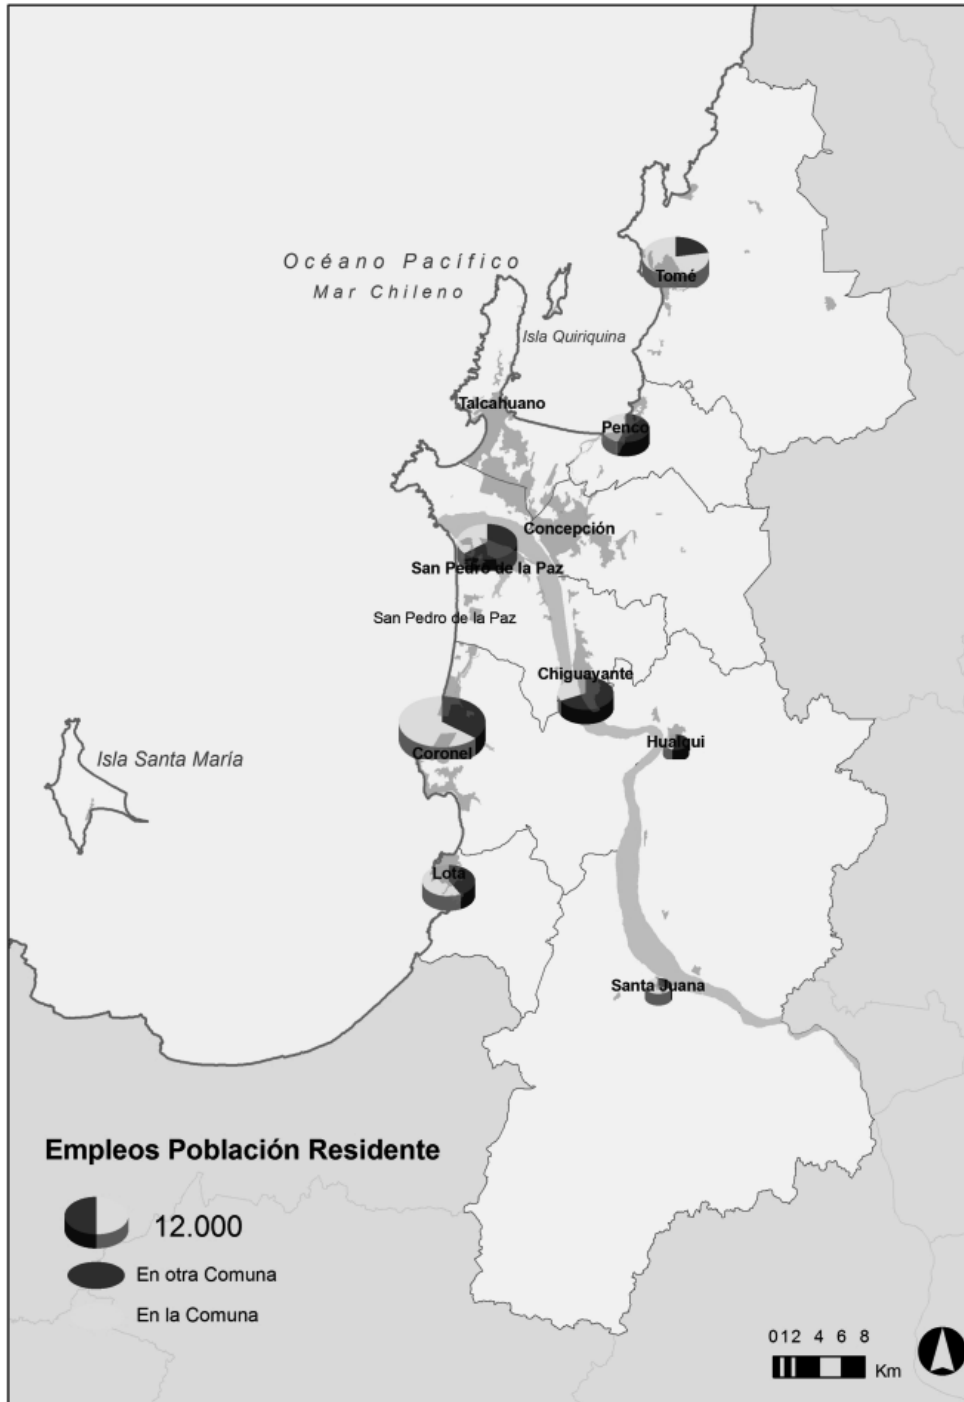 Océano Pacífico
Mar Chileno
Tomé
Isla Quiriquina
Talcahuano
Penco
Concepción
San Pedro de la Paz
San Pedro de la Paz
Chiguayante
Hualqui
Coronel
Isla Santa María
Lota
Santa Juana
Empleos Población Residente
12.000
En otra Comuna
En la Comuna
0 1 2 4 6 8
Km